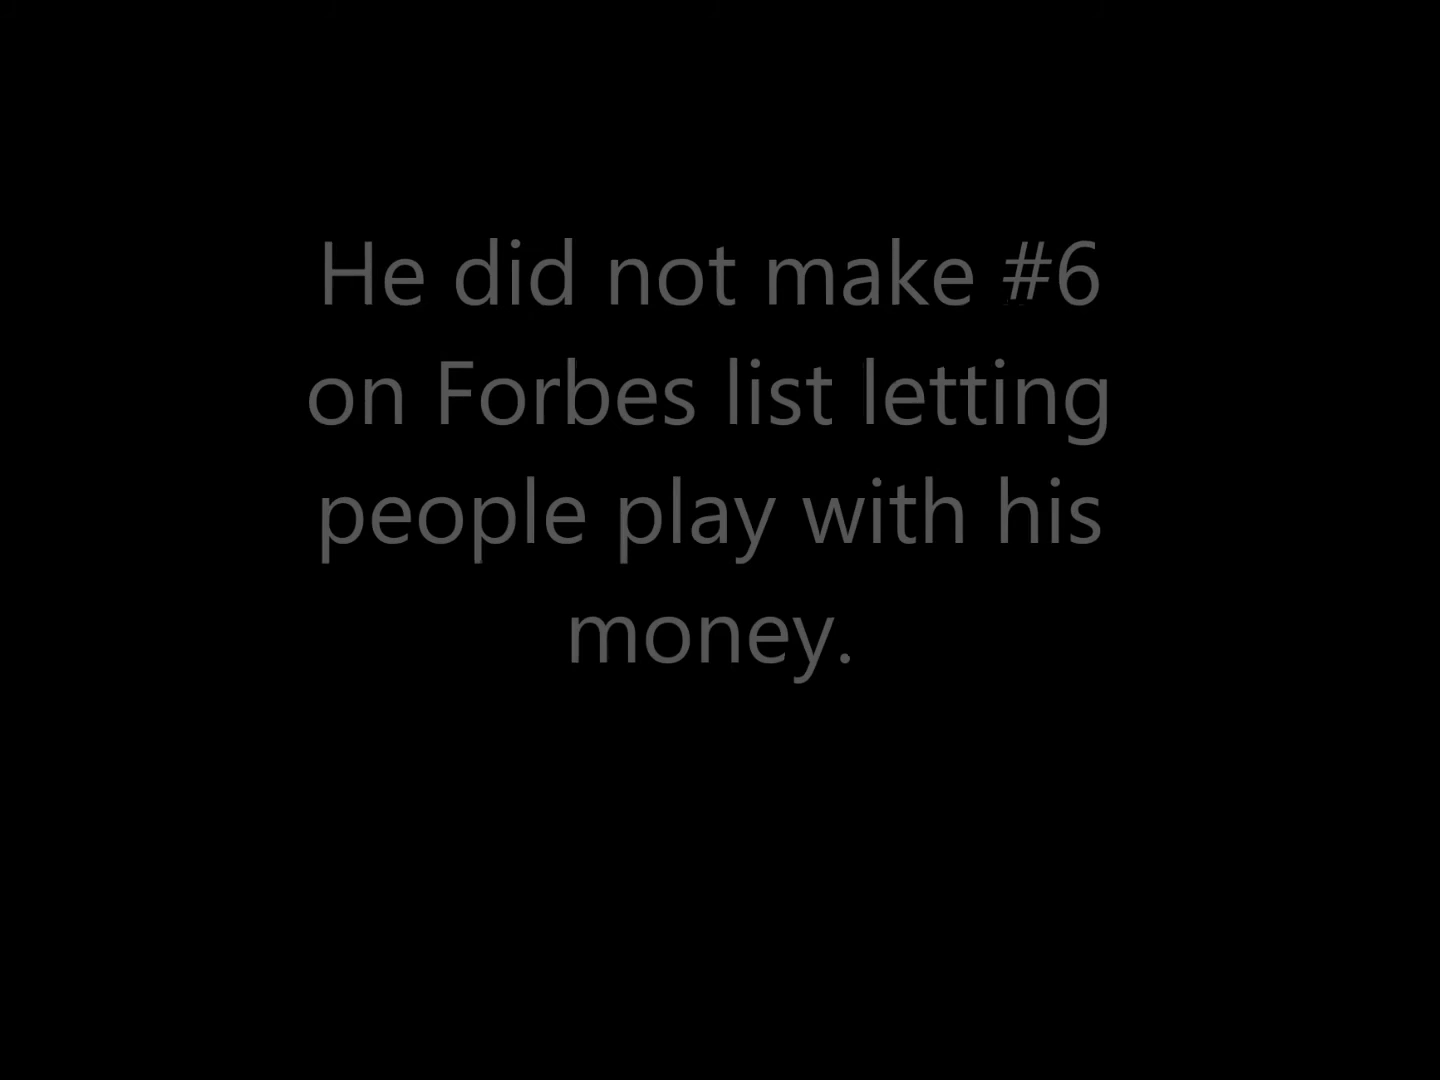 He did not make #6
on Forbes list letting
people play with his
money.